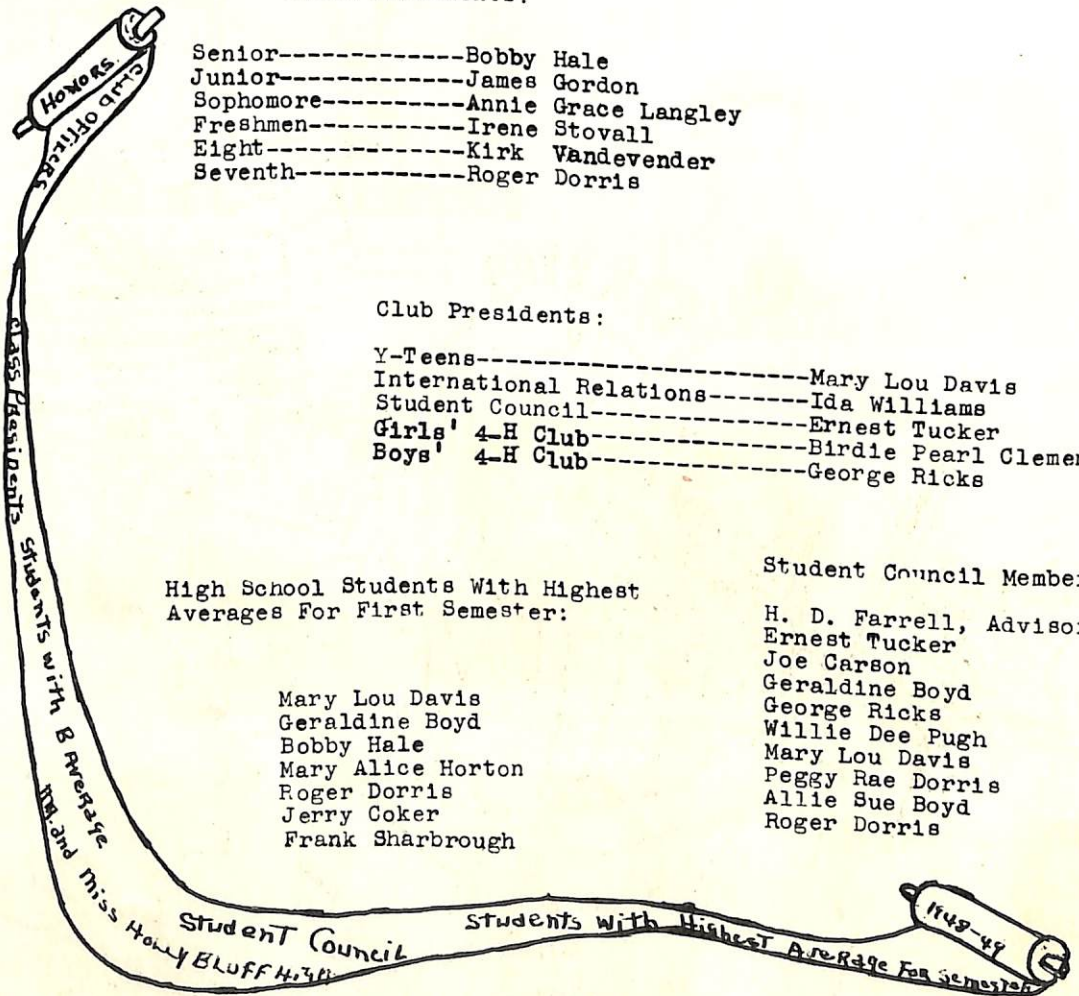 Senior-------------Bobby Hale
Junior-------------James Gordon
Sophomore----------Annie Grace Langley
Freshmen-----------Irene Stovall
Eight--------------Kirk Vandevender
Seventh------------Roger Dorris
Club Presidents:
Y-Teens-----------------------Mary Lou Davis
International Relations-------Ida Williams
Student Council---------------Ernest Tucker
Girls' 4-H Club---------------Birdie Pearl Clemen
Boys' 4-H Club---------------George Ricks
High School Students With Highest
Averages For First Semester:
Mary Lou Davis
Geraldine Boyd
Bobby Hale
Mary Alice Horton
Roger Dorris
Jerry Coker
Frank Sharbrough
Student Council Member
H. D. Farrell, Advisor
Ernest Tucker
Joe Carson
Geraldine Boyd
George Ricks
Willie Dee Pugh
Mary Lou Davis
Peggy Rae Dorris
Allie Sue Boyd
Roger Dorris
HONORS
Club Officers
Class Presidents
Students with B Average
Mr. and Miss Holly Bluff High
Student Council
Students With Highest Average For Semester
1948-49